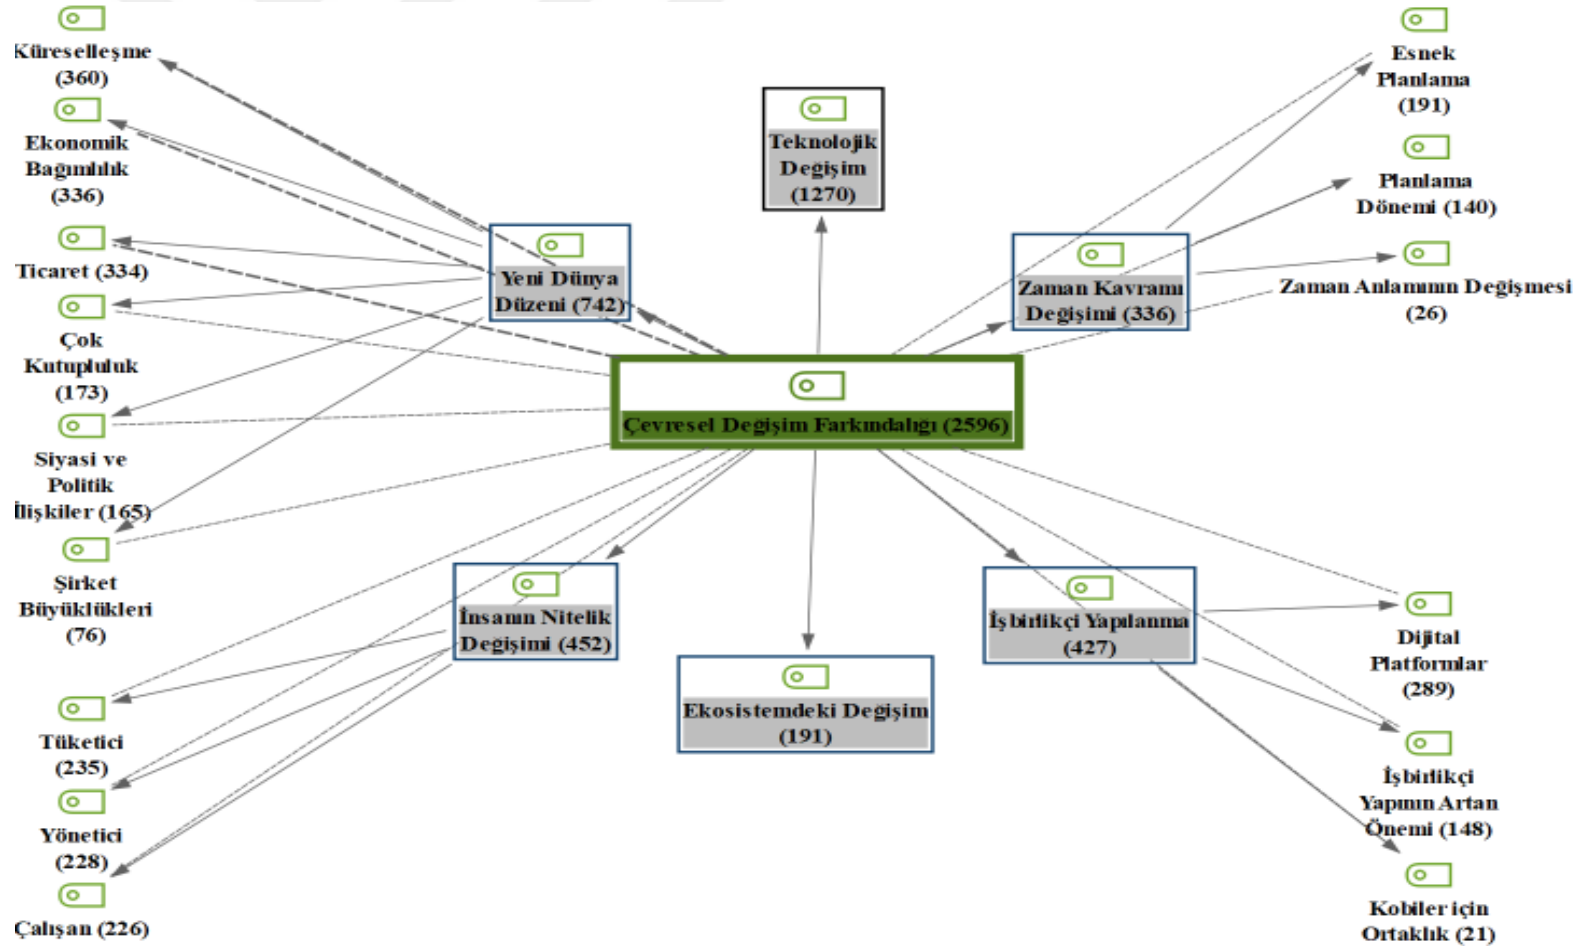 Küreselleşme
(360)
Ekonomik
Bağımlılık
(336)
Ticaret (334)
Çok
Kutupluluk
(173)
Siyasi ve
Politik
İlişkiler (165)
Şirket
Büyüklükleri
(76)
Tüketici
(235)
Yönetici
(228)
Çalışan (226)
Yeni Dünya
Düzeni (742)
İnsanın Nitelik
Değişimi (452)
Teknolojik
Değişim
(1270)
Çevresel Değişim Farkındalığı (2596)
Ekosistemdeki Değişim
(191)
Zaman Kavramı
Değişimi (336)
İşbirlikçi Yapılanma
(427)
Esnek
Planlama
(191)
Planlama
Dönemi (140)
Zaman Anlamının Değişmesi
(26)
Dijital
Platformlar
(289)
İşbirlikçi
Yapının Artan
Önemi (148)
Kobiler için
Ortaklık (21)